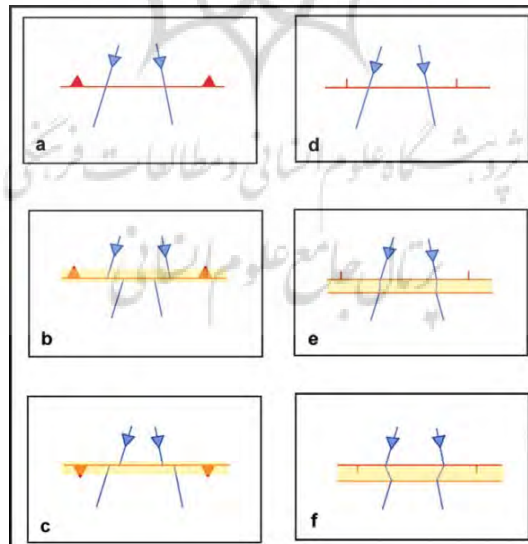 a
d
پژوهشگاه علوم انسانی و مطالعات فرهنگی
b
e
پرتال جامع علوم انسانی
c
f